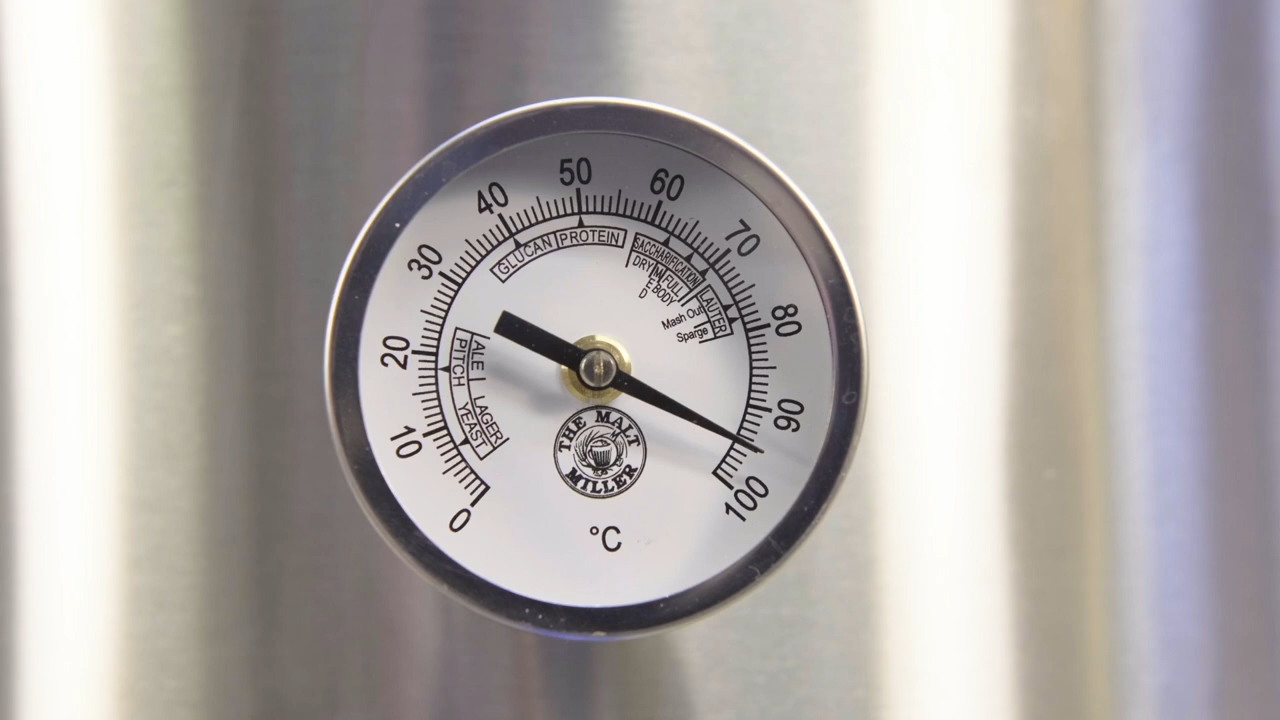 0
10
20
30
40
50
60
70
80
90
100
ALE
PITCH
LAGER
YEAST
GLUCAN
PROTEIN
SACCHARIFICATION
DRY
MED
FULL
BODY
LAUTER
Mash Out
Sparge
THE MALT
MILLER
°C